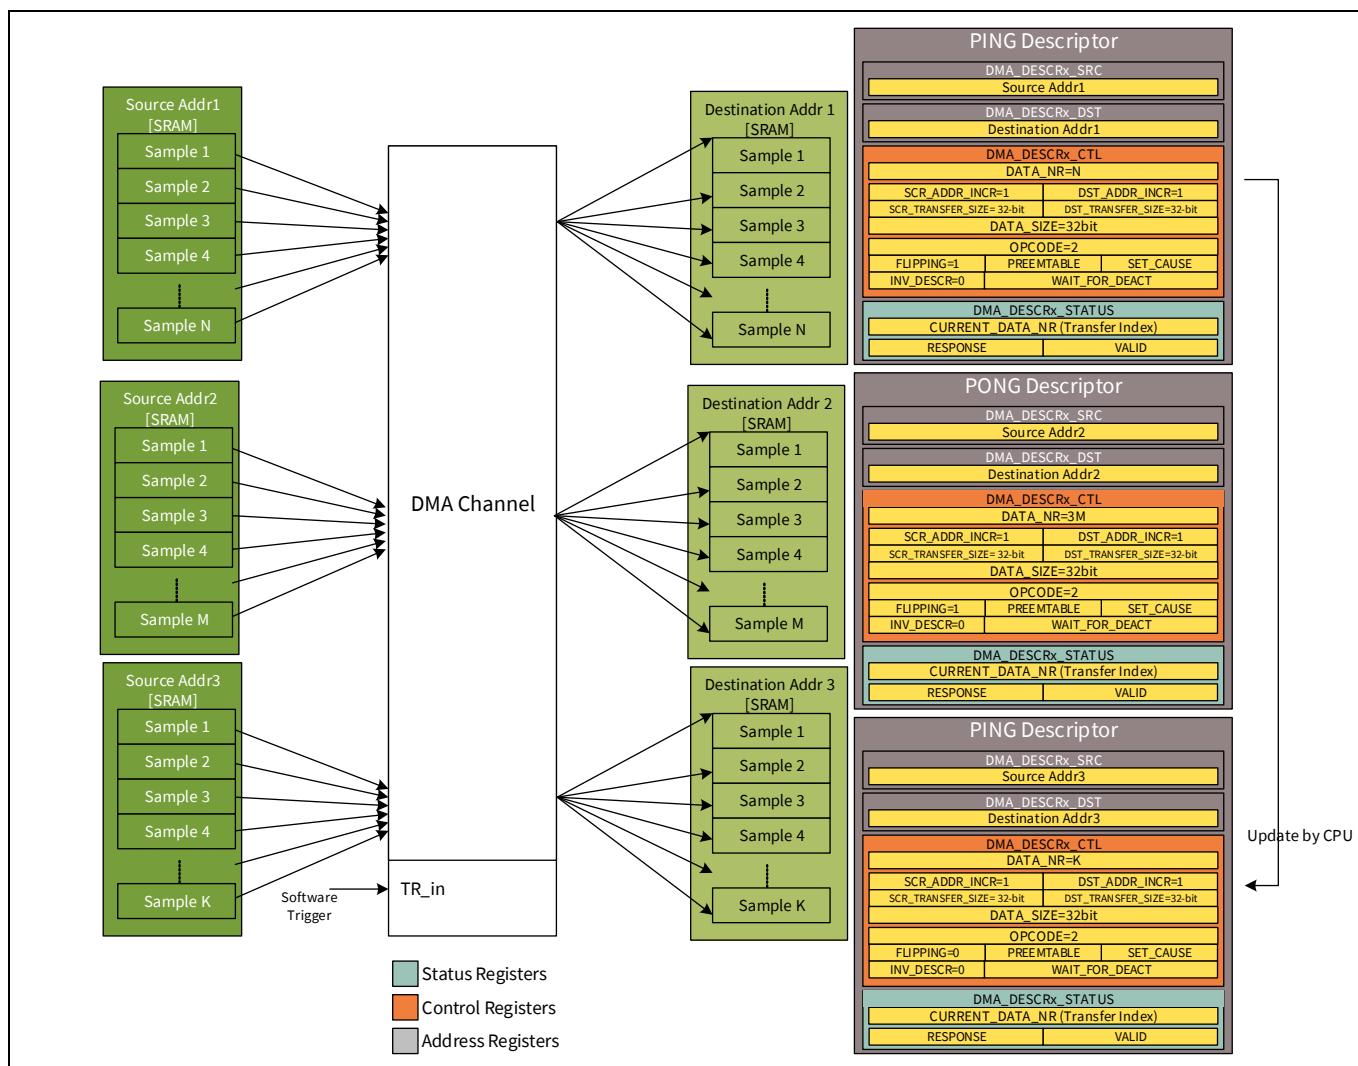 Source Addr1
[SRAM]
Sample 1
Sample 2
Sample 3
Sample 4
Sample N
Source Addr2
[SRAM]
Sample 1
Sample 2
Sample 3
Sample 4
Sample M
Source Addr3
[SRAM]
Sample 1
Sample 2
Sample 3
Sample 4
Sample K
Software
Trigger
DMA Channel
TR_in
Status Registers
Control Registers
Address Registers
Destination Addr 1
[SRAM]
Sample 1
Sample 2
Sample 3
Sample 4
Sample N
Destination Addr 2
[SRAM]
Sample 1
Sample 2
Sample 3
Sample 4
Sample M
Destination Addr 3
[SRAM]
Sample 1
Sample 2
Sample 3
Sample 4
Sample K
PING Descriptor
DMA_DESCRx_SRC
Source Addr1
DMA_DESCRx_DST
Destination Addr1
DMA_DESCRx_CTL
DATA_NR=N
SCR_ADDR_INCR=1 DST_ADDR_INCR=1
SCR_TRANSFER_SIZE= 32-bit DST_TRANSFER_SIZE=32-bit
DATA_SIZE=32bit
OPCODE=2
FLIPPING=1 PREEMTABLE SET_CAUSE
INV_DESCR=0 WAIT_FOR_DEACT
DMA_DESCRx_STATUS
CURRENT_DATA_NR (Transfer Index)
RESPONSE VALID
PONG Descriptor
DMA_DESCRx_SRC
Source Addr2
DMA_DESCRx_DST
Destination Addr2
DMA_DESCRx_CTL
DATA_NR=3M
SCR_ADDR_INCR=1 DST_ADDR_INCR=1
SCR_TRANSFER_SIZE= 32-bit DST_TRANSFER_SIZE=32-bit
DATA_SIZE=32bit
OPCODE=2
FLIPPING=1 PREEMTABLE SET_CAUSE
INV_DESCR=0 WAIT_FOR_DEACT
DMA_DESCRx_STATUS
CURRENT_DATA_NR (Transfer Index)
RESPONSE VALID
PING Descriptor
DMA_DESCRx_SRC
Source Addr3
DMA_DESCRx_DST
Destination Addr3
DMA_DESCRx_CTL
DATA_NR=K
SCR_ADDR_INCR=1 DST_ADDR_INCR=1
SCR_TRANSFER_SIZE= 32-bit DST_TRANSFER_SIZE=32-bit
DATA_SIZE=32bit
OPCODE=2
FLIPPING=0 PREEMTABLE SET_CAUSE
INV_DESCR=0 WAIT_FOR_DEACT
DMA_DESCRx_STATUS
CURRENT_DATA_NR (Transfer Index)
RESPONSE VALID
Update by CPU